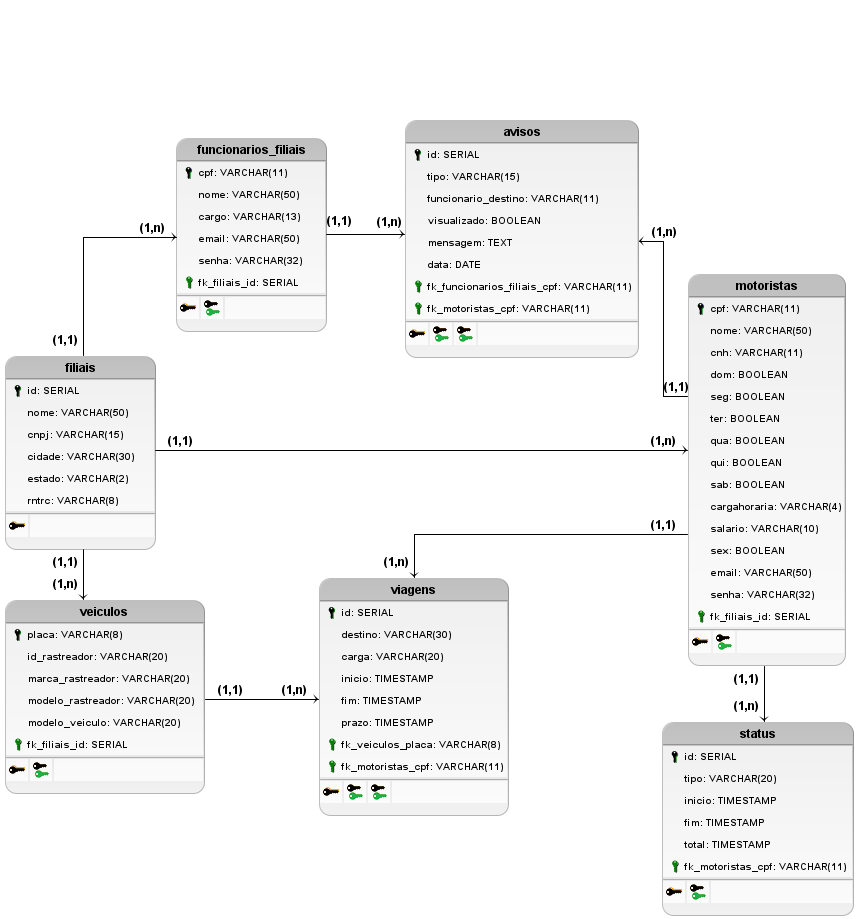 funcionarios_filiais
cpf: VARCHAR(11)
nome: VARCHAR(50)
cargo: VARCHAR(13)
email: VARCHAR(50)
senha: VARCHAR(32)
fk_filiais_id: SERIAL
avisos
id: SERIAL
tipo: VARCHAR(15)
funcionario_destino: VARCHAR(11)
visualizado: BOOLEAN
mensagem: TEXT
data: DATE
fk_funcionarios_filiais_cpf: VARCHAR(11)
fk_motoristas_cpf: VARCHAR(11)
(1,n)
(1,1)
(1,n)
(1,n)
(1,1)
(1,1)
motoristas
cpf: VARCHAR(11)
nome: VARCHAR(50)
cnh: VARCHAR(11)
dom: BOOLEAN
seg: BOOLEAN
ter: BOOLEAN
qua: BOOLEAN
qui: BOOLEAN
sab: BOOLEAN
cargahoraria: VARCHAR(4)
salario: VARCHAR(10)
sex: BOOLEAN
email: VARCHAR(50)
senha: VARCHAR(32)
fk_filiais_id: SERIAL
filiais
id: SERIAL
nome: VARCHAR(50)
cnpj: VARCHAR(15)
cidade: VARCHAR(30)
estado: VARCHAR(2)
rntrc: VARCHAR(8)
(1,1)
(1,n)
(1,1)
(1,n)
(1,1)
(1,n)
veiculos
placa: VARCHAR(8)
id_rastreador: VARCHAR(20)
marca_rastreador: VARCHAR(20)
modelo_rastreador: VARCHAR(20)
modelo_veiculo: VARCHAR(20)
fk_filiais_id: SERIAL
(1,1)
(1,n)
viagens
id: SERIAL
destino: VARCHAR(30)
carga: VARCHAR(20)
inicio: TIMESTAMP
fim: TIMESTAMP
prazo: TIMESTAMP
fk_veiculos_placa: VARCHAR(8)
fk_motoristas_cpf: VARCHAR(11)
(1,1)
(1,n)
status
id: SERIAL
tipo: VARCHAR(20)
inicio: TIMESTAMP
fim: TIMESTAMP
total: TIMESTAMP
fk_motoristas_cpf: VARCHAR(11)